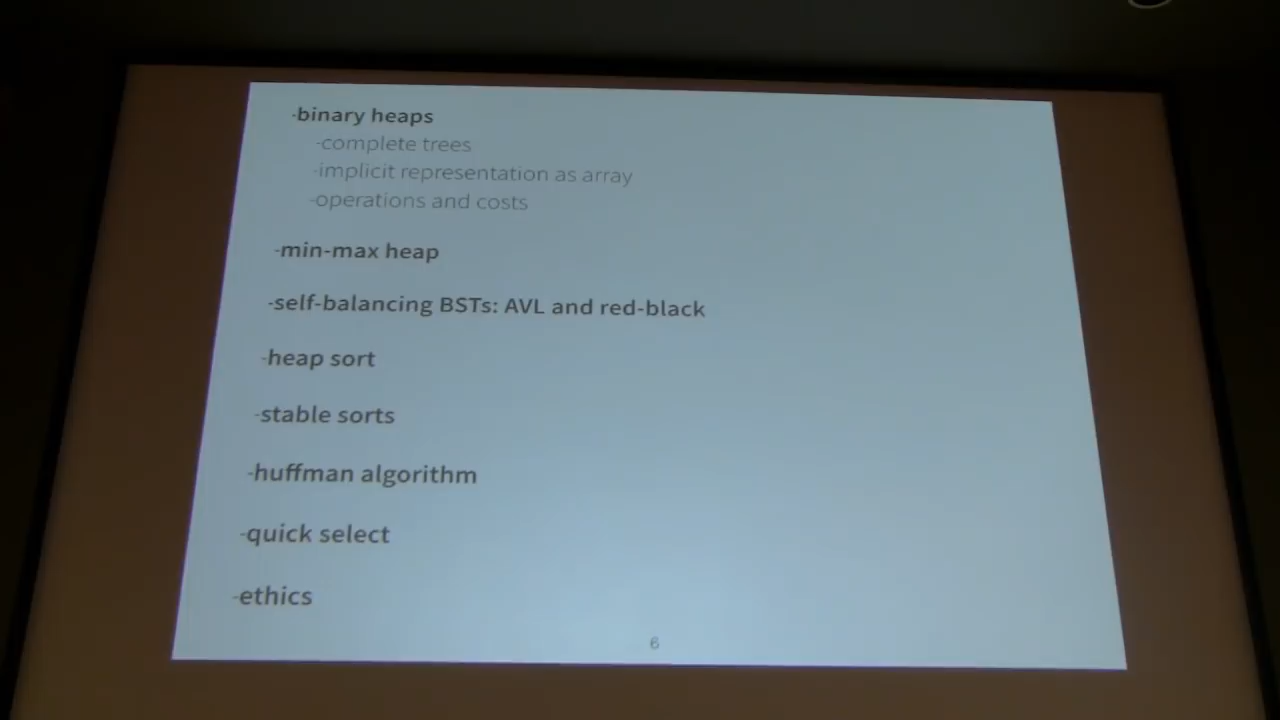 -binary heaps
-complete trees
-implicit representation as array
-operations and costs
-min-max heap
-self-balancing BSTs: AVL and red-black
-heap sort
-stable sorts
-huffman algorithm
-quick select
-ethics
6